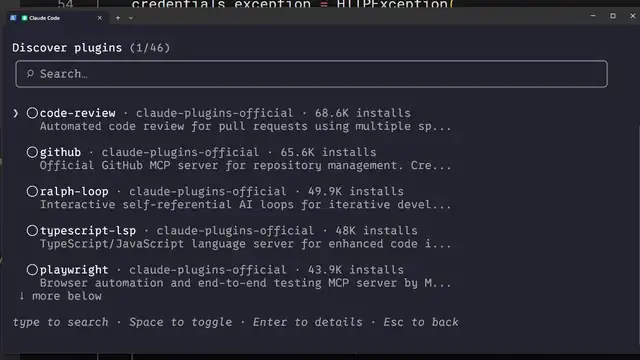 54 credentials_exception = HTTPException(
Claude Code
Discover plugins (1/46)
Search…
❯ ◯ code-review · claude-plugins-official · 68.6K installs
Automated code review for pull requests using multiple sp...
◯ github · claude-plugins-official · 65.6K installs
Official GitHub MCP server for repository management. Cre...
◯ ralph-loop · claude-plugins-official · 49.9K installs
Interactive self-referential AI loops for iterative devel...
◯ typescript-lsp · claude-plugins-official · 48K installs
TypeScript/JavaScript language server for enhanced code i...
◯ playwright · claude-plugins-official · 43.9K installs
Browser automation and end-to-end testing MCP server by M...
↓ more below
type to search · Space to toggle · Enter to details · Esc to back